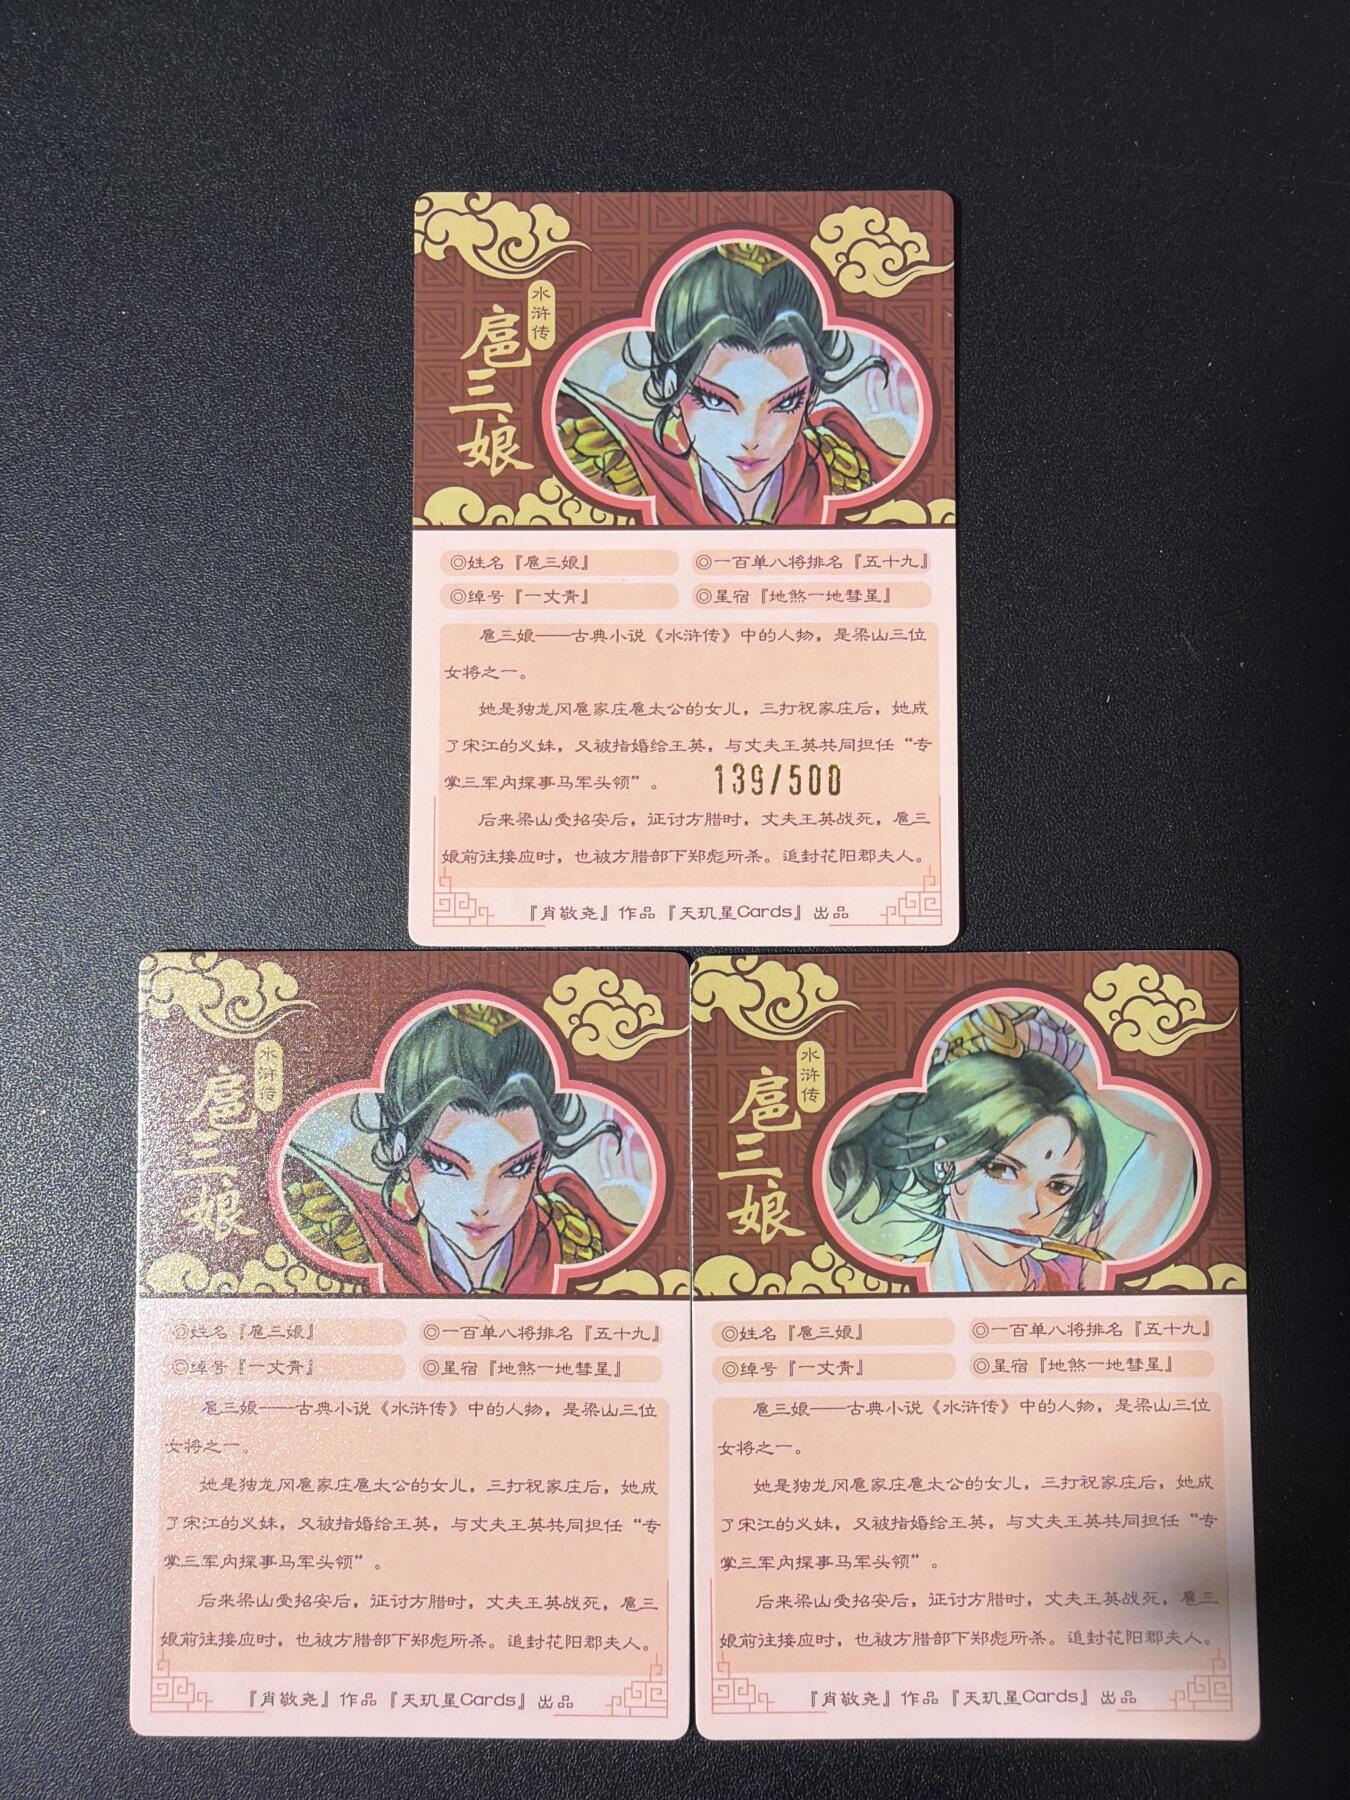 水浒传
扈三娘
◎姓名『扈三娘』
◎一百单八将排名『五十九』
◎绰号『一丈青』
◎星宿『地煞一地彗星』
扈三娘——古典小说《水浒传》中的人物，是梁山三位
女将之一。
她是独龙冈扈家庄扈太公的女儿，三打祝家庄后，她成
了宋江的义妹，又被指婚给王英，与丈夫王英共同担任“专
掌三军内探事马军头领”。
139/500
后来梁山受招安后，证讨方腊时，丈夫王英战死，扈三
娘前往接应时，也被方腊部下郑彪所杀。追封花阳郡夫人。
『肖敬尧』作品『天玑星Cards』出品
水浒传
扈三娘
◎姓名『扈三娘』
◎一百单八将排名『五十九』
◎绰号『一丈青』
◎星宿『地煞一地彗星』
扈三娘——古典小说《水浒传》中的人物，是梁山三位
女将之一。
她是独龙冈扈家庄扈太公的女儿，三打祝家庄后，她成
了宋江的义妹，又被指婚给王英，与丈夫王英共同担任“专
掌三军内探事马军头领”。
后来梁山受招安后，证讨方腊时，丈夫王英战死，扈三
娘前往接应时，也被方腊部下郑彪所杀。追封花阳郡夫人。
『肖敬尧』作品『天玑星Cards』出品
水浒传
扈三娘
◎姓名『扈三娘』
◎一百单八将排名『五十九』
◎绰号『一丈青』
◎星宿『地煞一地彗星』
扈三娘——古典小说《水浒传》中的人物，是梁山三位
女将之一。
她是独龙冈扈家庄扈太公的女儿，三打祝家庄后，她成
了宋江的义妹，又被指婚给王英，与丈夫王英共同担任“专
掌三军内探事马军头领”。
后来梁山受招安后，证讨方腊时，丈夫王英战死，扈三
娘前往接应时，也被方腊部下郑彪所杀。追封花阳郡夫人。
『肖敬尧』作品『天玑星Cards』出品